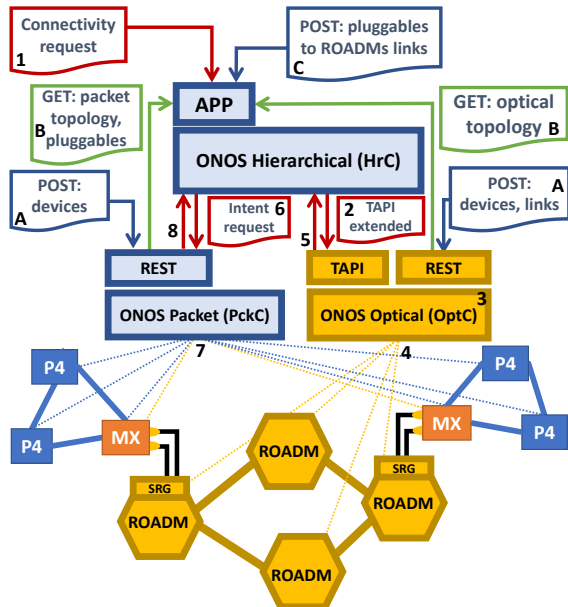 Connectivity
request
1
POST: pluggables
to ROADMs links
C
GET: packet
topology,
pluggables
B
APP
GET: optical
topology B
ONOS Hierarchical (HrC)
POST:
devices
A
8
Intent 6
request
2 TAPI
extended
5
POST:
devices, links
A
REST
TAPI
REST
ONOS Packet (PckC)
ONOS Optical (OptC)
3
7
4
P4
P4
MX
P4
P4
MX
SRG
ROADM
ROADM
SRG
ROADM
ROADM